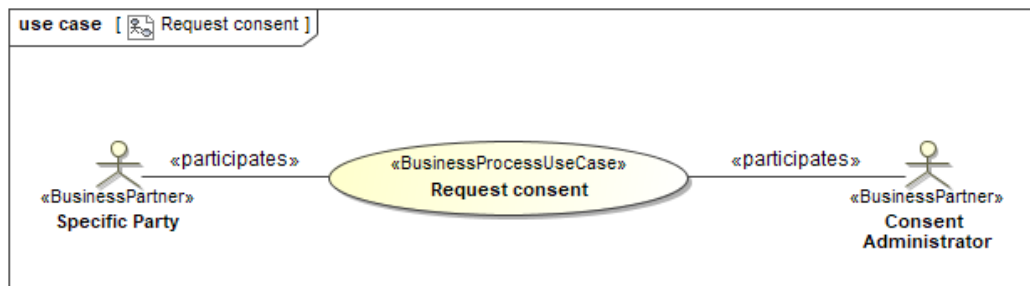 use case [ Request consent ]
«participates»
«participates»
«BusinessProcessUseCase»
Request consent
«BusinessPartner»
Specific Party
«BusinessPartner»
Consent
Administrator